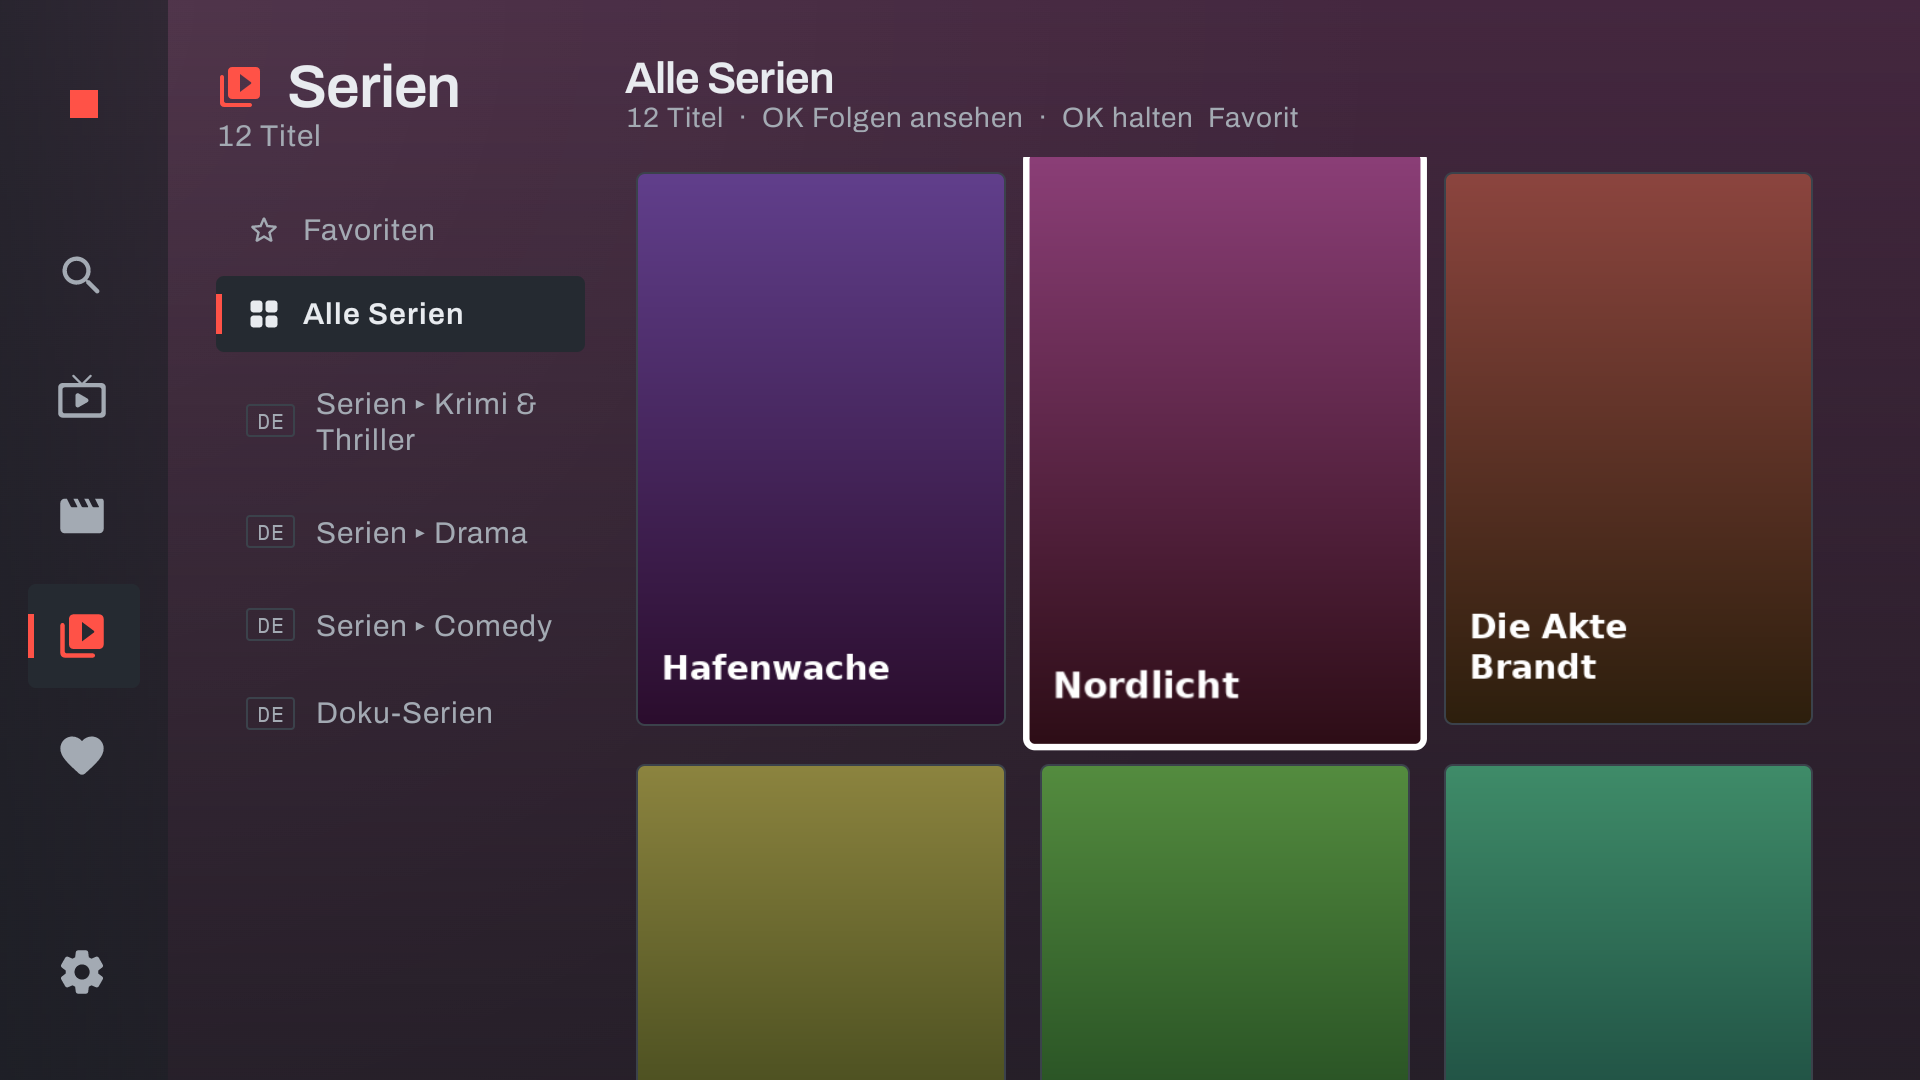 Serien
12 Titel
Favoriten
Alle Serien
DE Serien ▸ Krimi &
Thriller
DE Serien ▸ Drama
DE Serien ▸ Comedy
DE Doku-Serien
Alle Serien
12 Titel · OK Folgen ansehen · OK halten Favorit
Hafenwache
Nordlicht
Die Akte
Brandt